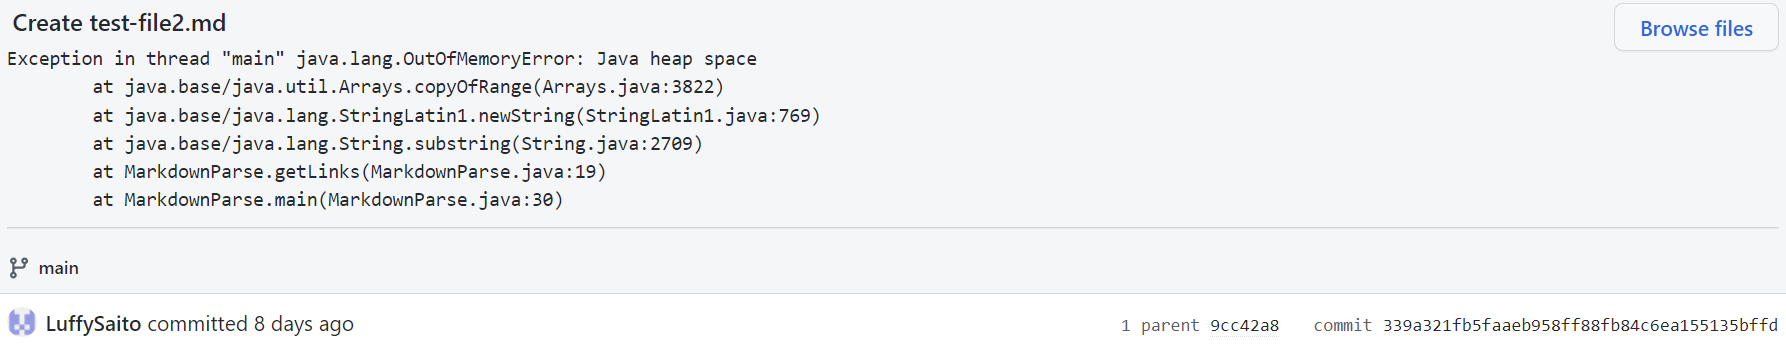 Create test-file2.md
Browse files
Exception in thread "main" java.lang.OutOfMemoryError: Java heap space
at java.base/java.util.Arrays.copyOfRange(Arrays.java:3822)
at java.base/java.lang.StringLatin1.newString(StringLatin1.java:769)
at java.base/java.lang.String.substring(String.java:2709)
at MarkdownParse.getLinks(MarkdownParse.java:19)
at MarkdownParse.main(MarkdownParse.java:30)
main
LuffySaito committed 8 days ago
1 parent 9cc42a8 commit 339a321fb5faaeb958ff88fb84c6ea155135bffd